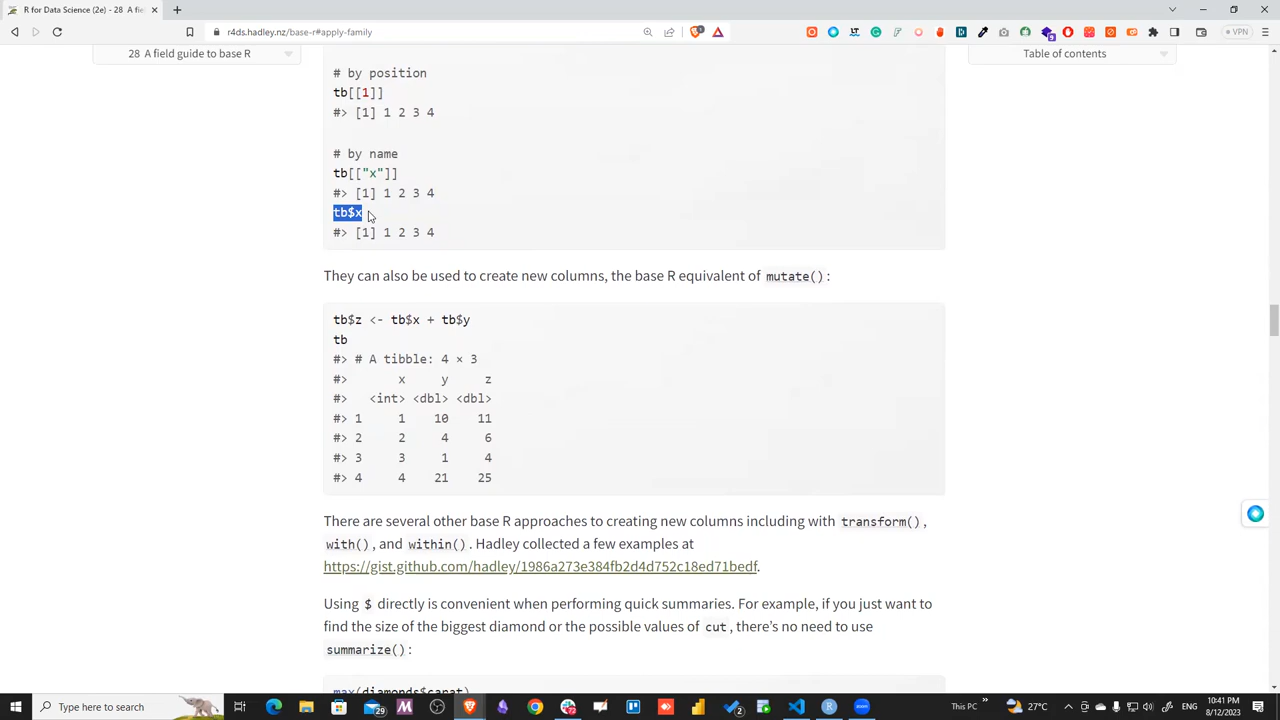 R for Data Science (2e) - 28 A fiel
r4ds.hadley.nz/base-r#apply-family
VPN
28 A field guide to base R
Table of contents
# by position
tb[[1]]
#> [1] 1 2 3 4
# by name
tb[["x"]]
#> [1] 1 2 3 4
tb$x
#> [1] 1 2 3 4
They can also be used to create new columns, the base R equivalent of mutate():
tb$z <- tb$x + tb$y
tb
#> # A tibble: 4 × 3
#> x y z
#> <int> <dbl> <dbl>
#> 1 1 10 11
#> 2 2 4 6
#> 3 3 1 4
#> 4 4 21 25
There are several other base R approaches to creating new columns including with transform(),
with(), and within(). Hadley collected a few examples at
https://gist.github.com/hadley/1986a273e384fb2d4d752c18ed71bedf.
Using $ directly is convenient when performing quick summaries. For example, if you just want to
find the size of the biggest diamond or the possible values of cut, there's no need to use
summarize():
max(diamonds$carat)
Type here to search
29
This PC
27°C
10:41 PM
8/12/2023